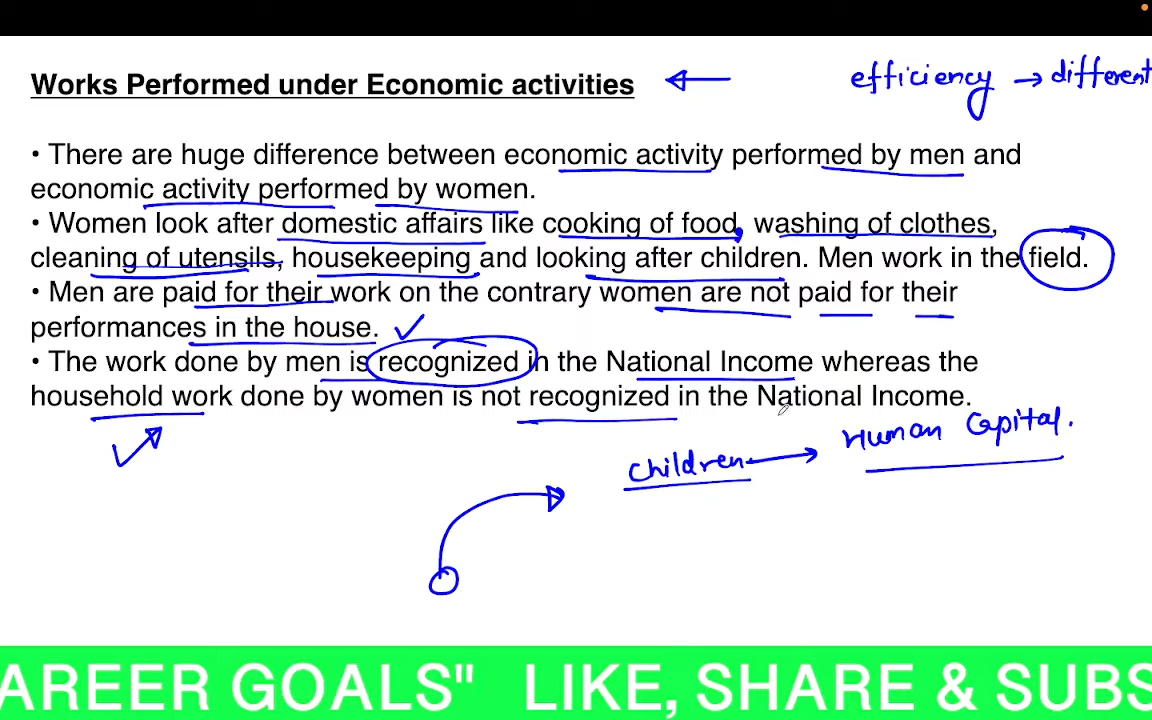 Works Performed under Economic activities
efficiency → different
• There are huge difference between economic activity performed by men and
economic activity performed by women.
• Women look after domestic affairs like cooking of food, washing of clothes,
cleaning of utensils, housekeeping and looking after children. Men work in the field.
• Men are paid for their work on the contrary women are not paid for their
performances in the house.
• The work done by men is recognized in the National Income whereas the
household work done by women is not recognized in the National Income.
children → Human Capital.
AREER GOALS" LIKE, SHARE & SUBS